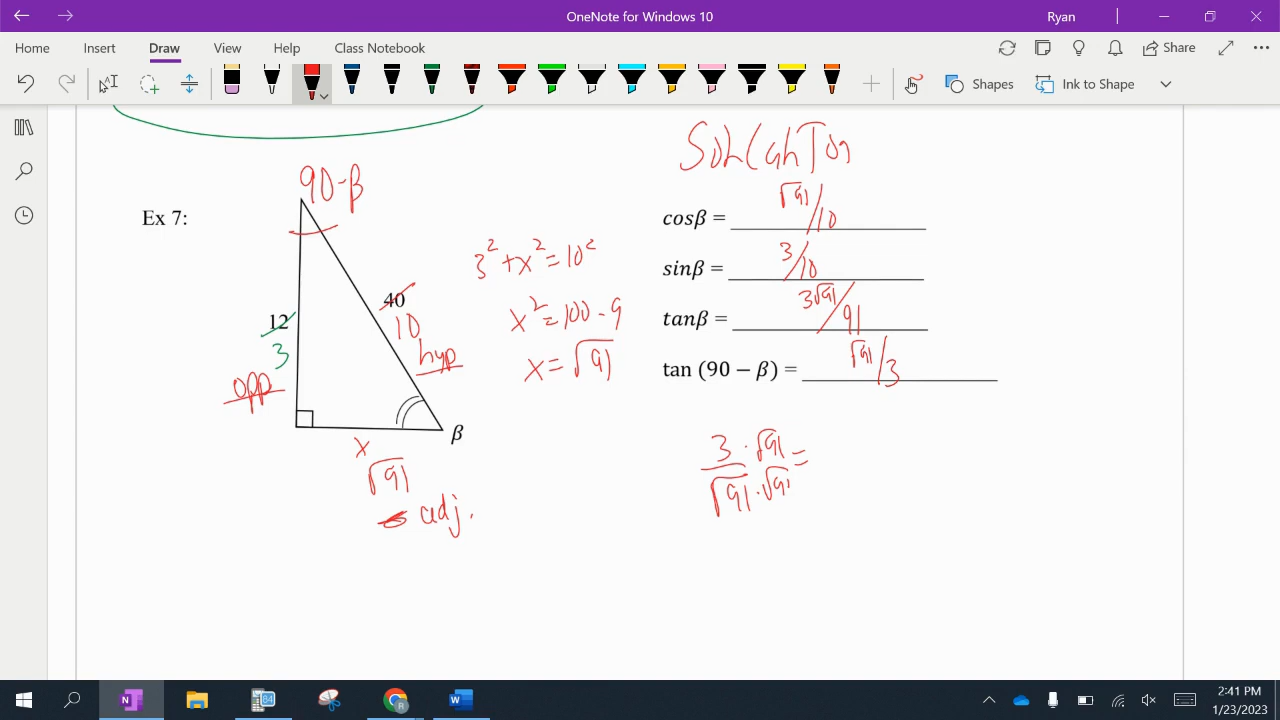 OneNote for Windows 10
Ryan
Home Insert Draw View Help Class Notebook
Share
Shapes
Ink to Shape
SohCahToa
90-β
Ex 7:
cosβ = √91/10
3² + x² = 10²
sinβ = 3/10
40
10
12
3
x² = 100 - 9
tanβ = 3√91/91
hyp
x = √91
tan (90 − β) = √91/3
opp
β
x
√91
adj.
3 · √91 =
√91 · √91
84
2:41 PM
1/23/2023